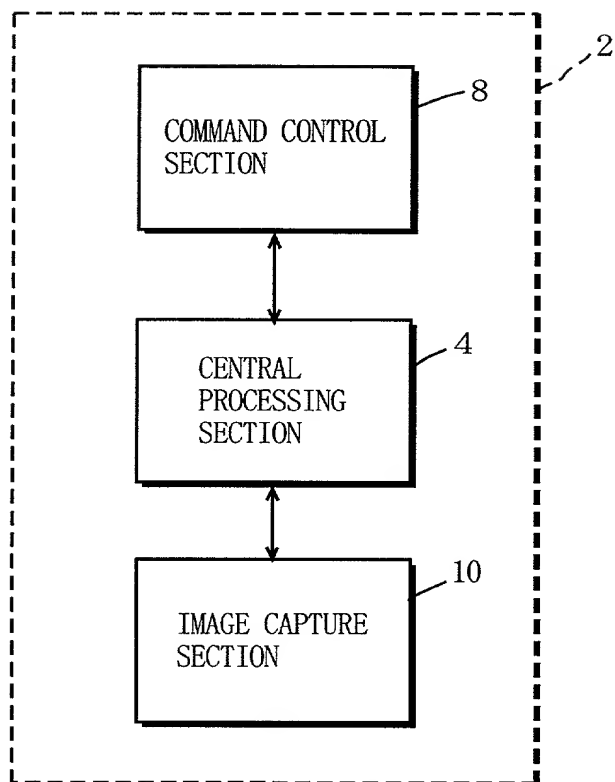 2
8
COMMAND CONTROL
SECTION
4
CENTRAL
PROCESSING
SECTION
10
IMAGE CAPTURE
SECTION